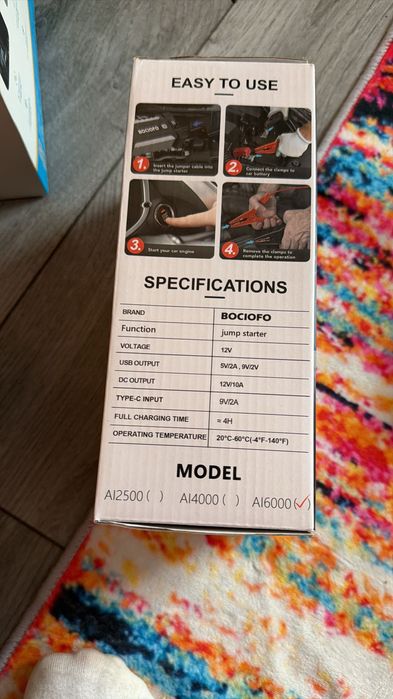 EASY TO USE
BOCIOFO
1. Insert the jumper cable into
the jump starter
2. Connect the clamps to
car battery
3. Start your car engine
4. Remove the clamps to
complete the operation
SPECIFICATIONS
BRAND BOCIOFO
Function jump starter
VOLTAGE 12V
USB OUTPUT 5V/2A , 9V/2V
DC OUTPUT 12V/10A
TYPE-C INPUT 9V/2A
FULL CHARGING TIME ≈ 4H
OPERATING TEMPERATURE 20°C-60°C(-4°F-140°F)
MODEL
AI2500 ( ) AI4000 ( ) AI6000 (✓)